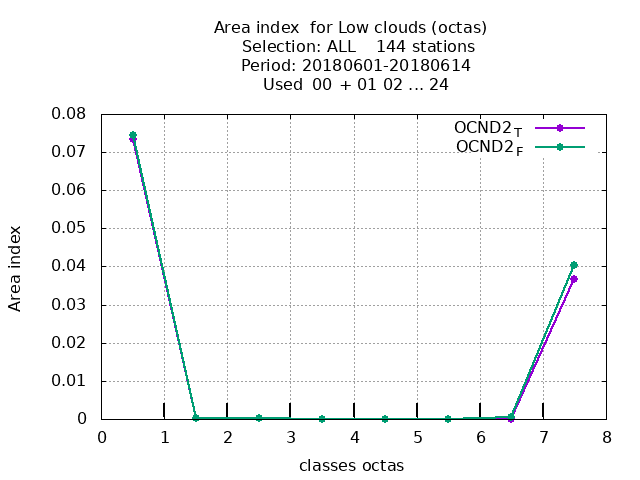 Area index  for Low clouds (octas)
Selection: ALL    144 stations
Period: 20180601-20180614
Used  00  + 01 02 ... 24
OCND2_T
OCND2_F
0.08
0.07
0.06
0.05
0.04
0.03
0.02
0.01
0
Area index
0 1 2 3 4 5 6 7 8
classes octas